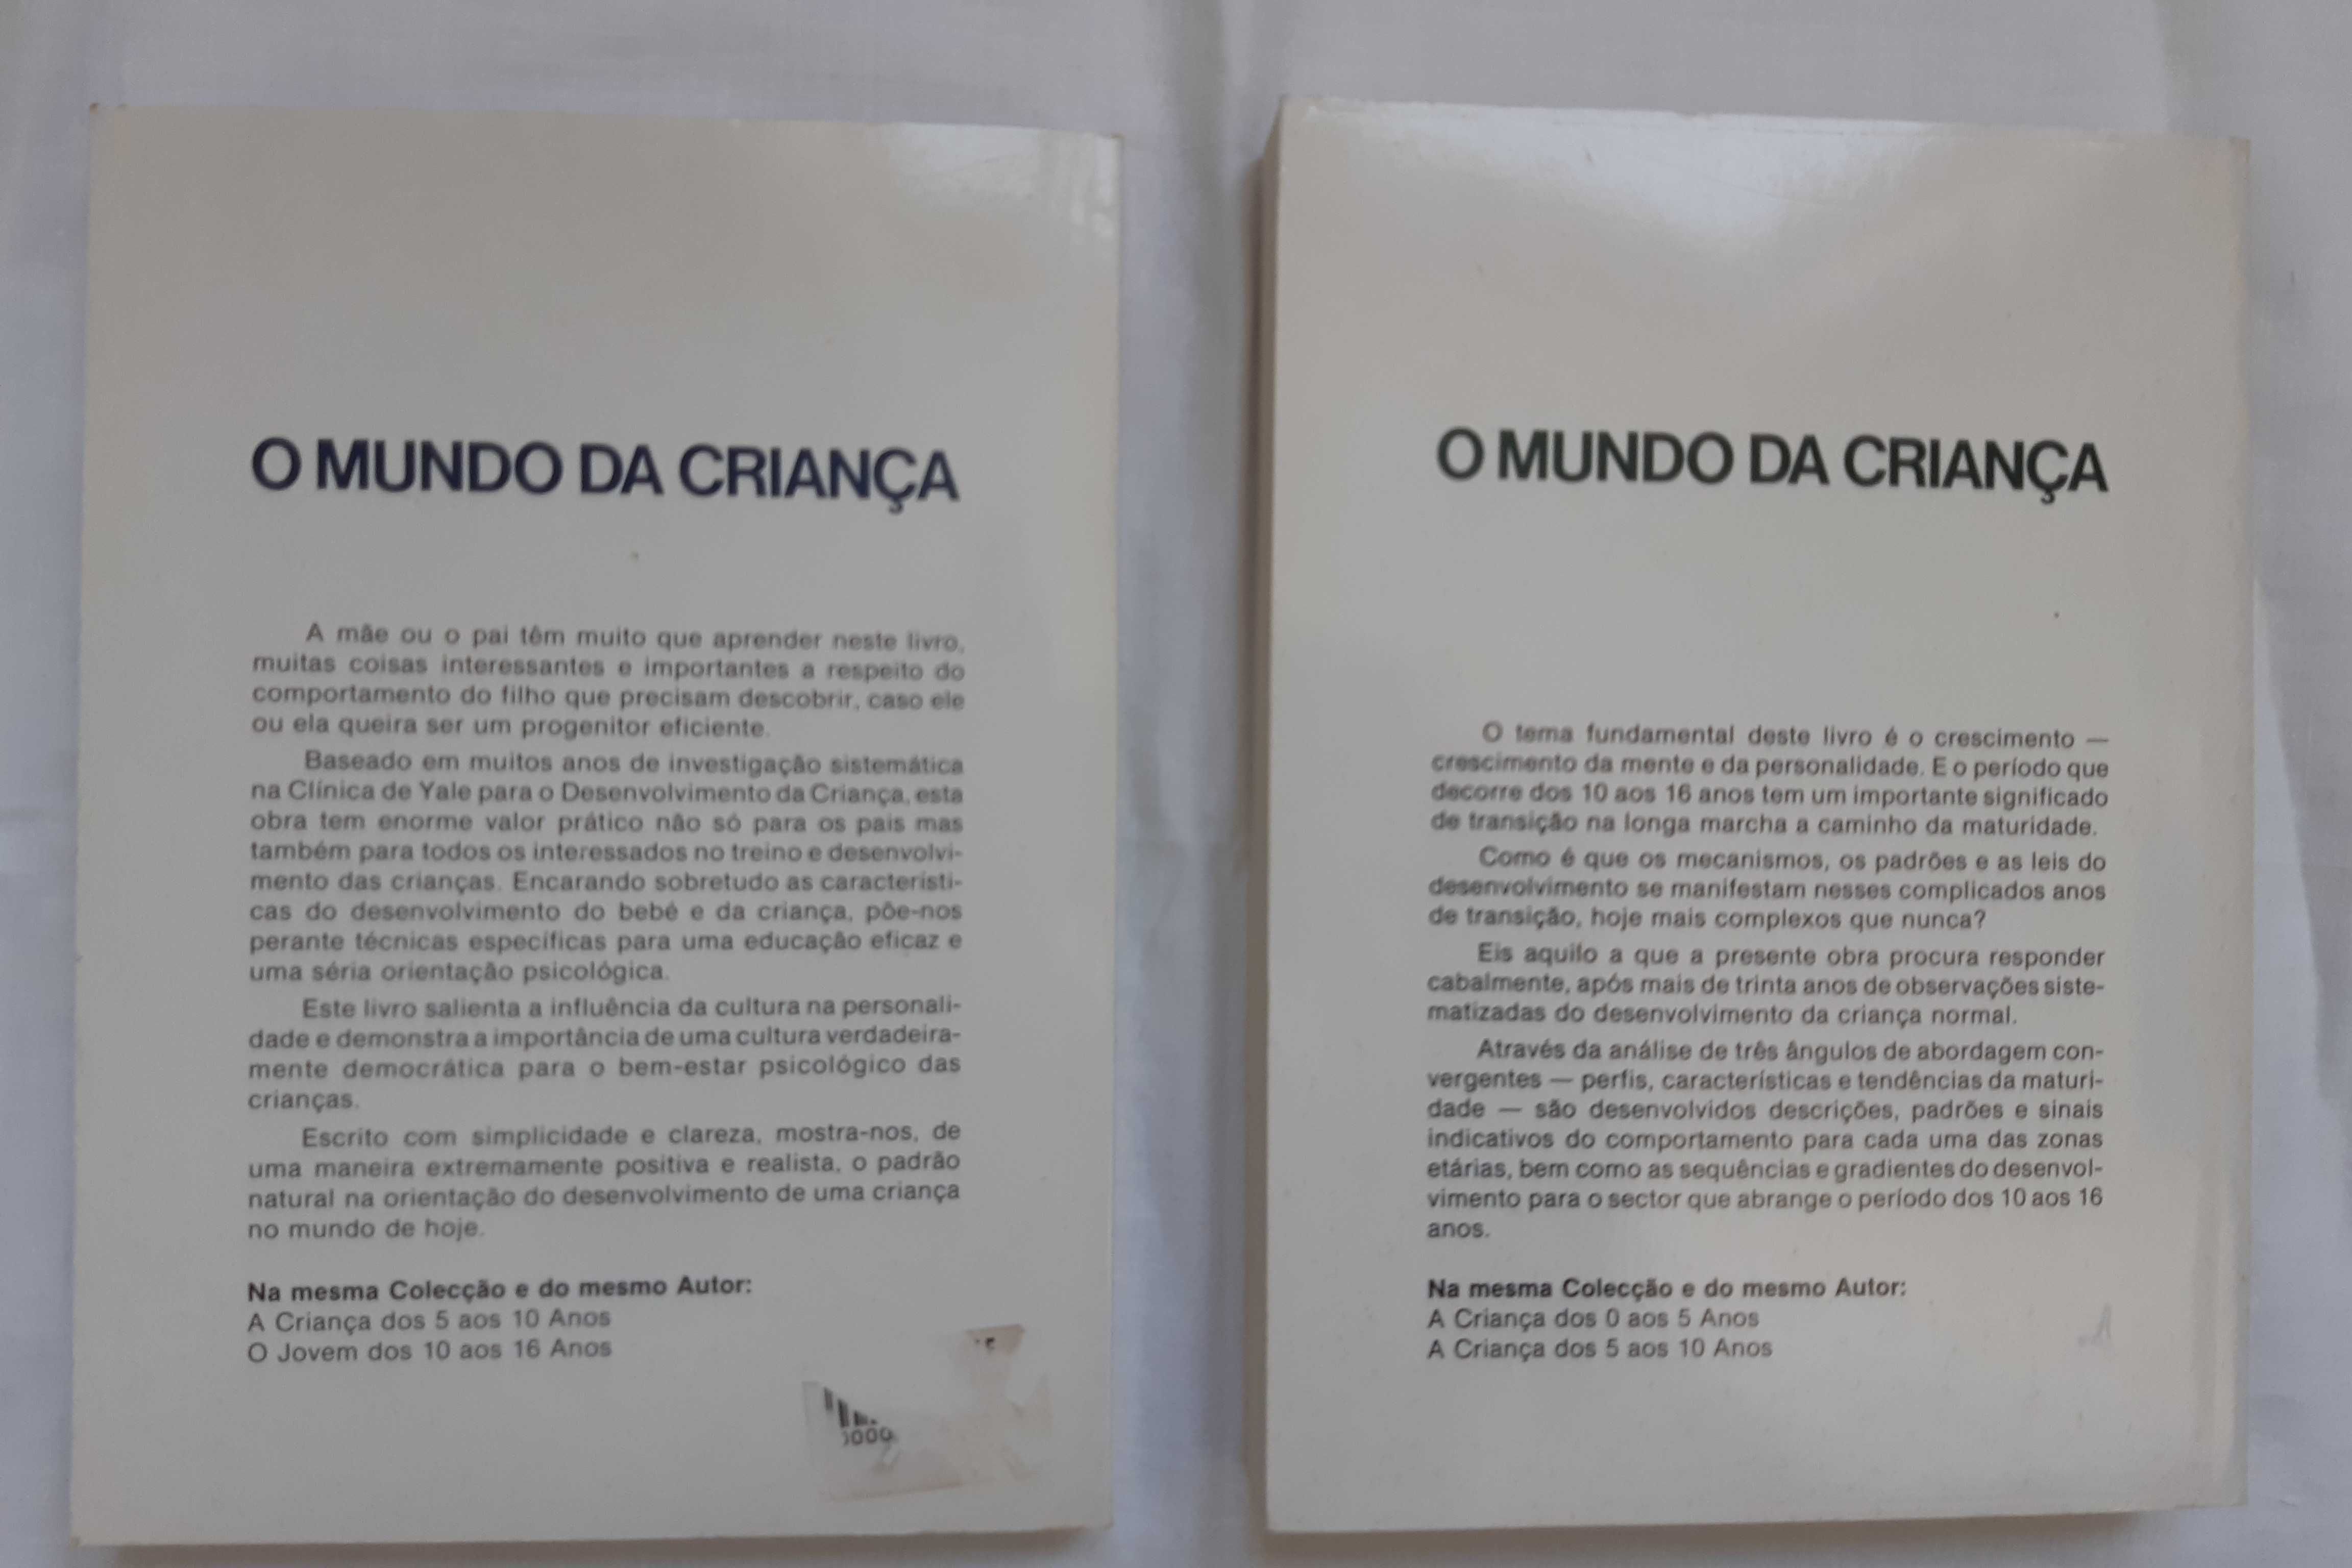 O MUNDO DA CRIANÇA
A mãe ou o pai têm muito que aprender neste livro,
muitas coisas interessantes e importantes a respeito do
comportamento do filho que precisam descobrir, caso ele
ou ela queira ser um progenitor eficiente.
Baseado em muitos anos de investigação sistemática
na Clínica de Yale para o Desenvolvimento da Criança, esta
obra tem enorme valor prático não só para os pais mas
também para todos os interessados no treino e desenvolvi-
mento das crianças. Encarando sobretudo as característi-
cas do desenvolvimento do bebé e da criança, põe-nos
perante técnicas específicas para uma educação eficaz e
uma séria orientação psicológica.
Este livro salienta a influência da cultura na personali-
dade e demonstra a importância de uma cultura verdadeira-
mente democrática para o bem-estar psicológico das
crianças.
Escrito com simplicidade e clareza, mostra-nos, de
uma maneira extremamente positiva e realista, o padrão
natural na orientação do desenvolvimento de uma criança
no mundo de hoje.
Na mesma Colecção e do mesmo Autor:
A Criança dos 5 aos 10 Anos
O Jovem dos 10 aos 16 Anos
O MUNDO DA CRIANÇA
O tema fundamental deste livro é o crescimento —
crescimento da mente e da personalidade. E o período que
decorre dos 10 aos 16 anos tem um importante significado
de transição na longa marcha a caminho da maturidade.
Como é que os mecanismos, os padrões e as leis do
desenvolvimento se manifestam nesses complicados anos
de transição, hoje mais complexos que nunca?
Eis aquilo a que a presente obra procura responder
cabalmente, após mais de trinta anos de observações siste-
matizadas do desenvolvimento da criança normal.
Através da análise de três ângulos de abordagem con-
vergentes — perfis, características e tendências da maturi-
dade — são desenvolvidos descrições, padrões e sinais
indicativos do comportamento para cada uma das zonas
etárias, bem como as sequências e gradientes do desenvol-
vimento para o sector que abrange o período dos 10 aos 16
anos.
Na mesma Colecção e do mesmo Autor:
A Criança dos 0 aos 5 Anos
A Criança dos 5 aos 10 Anos